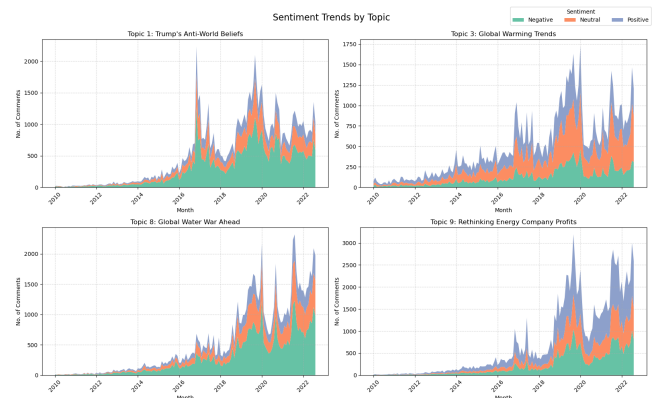 Sentiment Trends by Topic
Sentiment
Negative Neutral Positive
Topic 1: Trump's Anti-World Beliefs
No. of Comments
2000
1500
1000
500
0
2010 2012 2014 2016 2018 2020 2022
Month
Topic 3: Global Warming Trends
No. of Comments
1750
1500
1250
1000
750
500
250
0
2010 2012 2014 2016 2018 2020 2022
Month
Topic 8: Global Water War Ahead
No. of Comments
2000
1500
1000
500
0
2010 2012 2014 2016 2018 2020 2022
Month
Topic 9: Rethinking Energy Company Profits
No. of Comments
3000
2500
2000
1500
1000
500
0
2010 2012 2014 2016 2018 2020 2022
Month